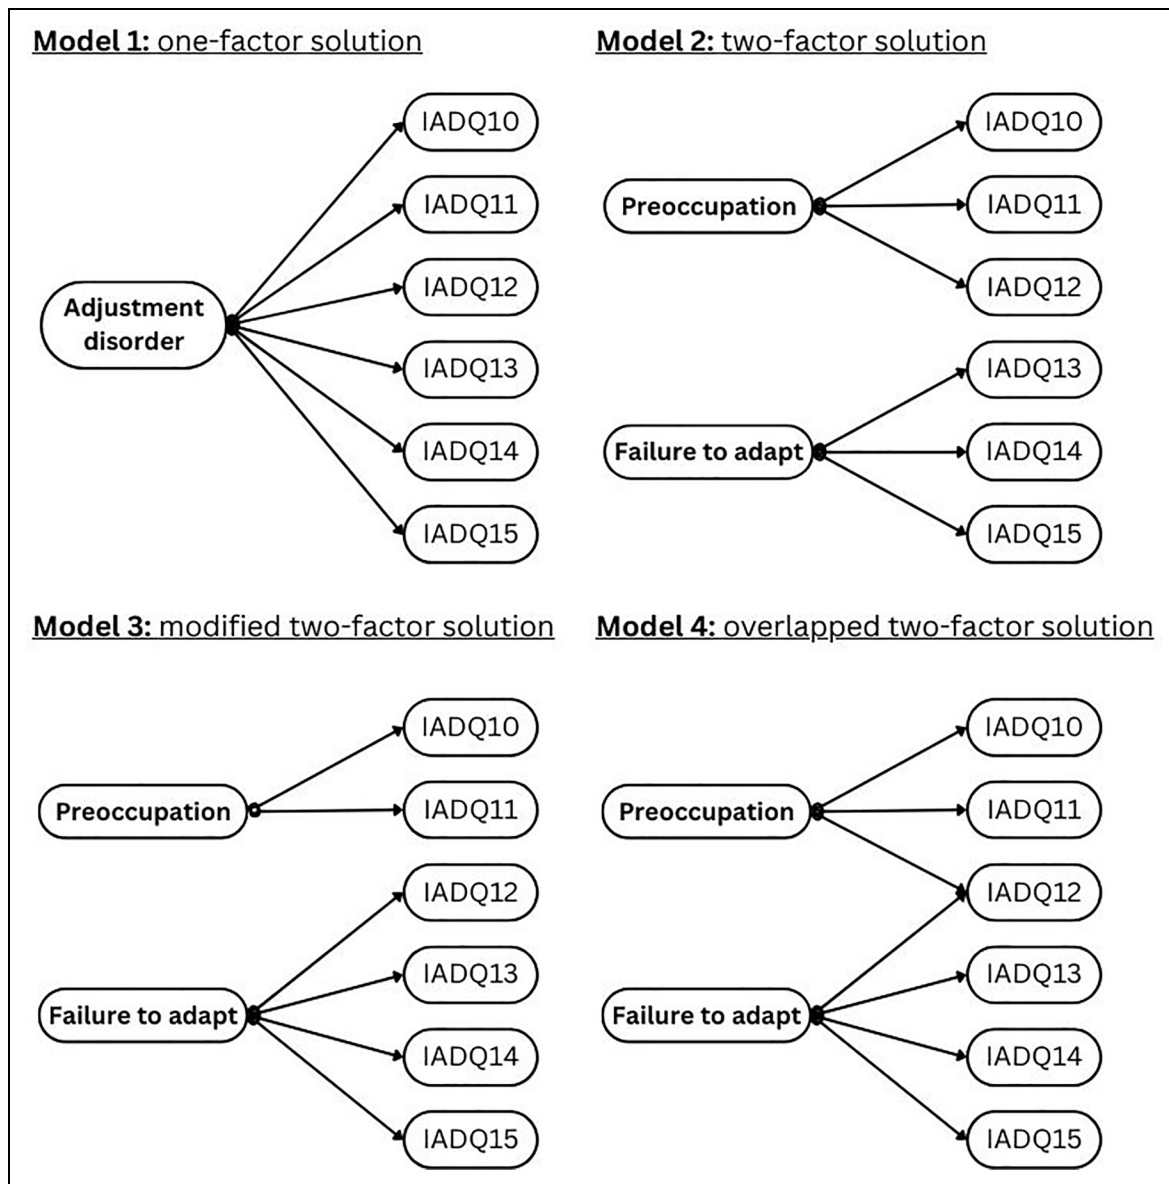 Model 1: one-factor solution
IADQ10
IADQ11
IADQ12
IADQ13
IADQ14
IADQ15
Adjustment
disorder
Model 2: two-factor solution
Preoccupation
IADQ10
IADQ11
IADQ12
Failure to adapt
IADQ13
IADQ14
IADQ15
Model 3: modified two-factor solution
Preoccupation
IADQ10
IADQ11
Failure to adapt
IADQ12
IADQ13
IADQ14
IADQ15
Model 4: overlapped two-factor solution
Preoccupation
IADQ10
IADQ11
IADQ12
Failure to adapt
IADQ13
IADQ14
IADQ15